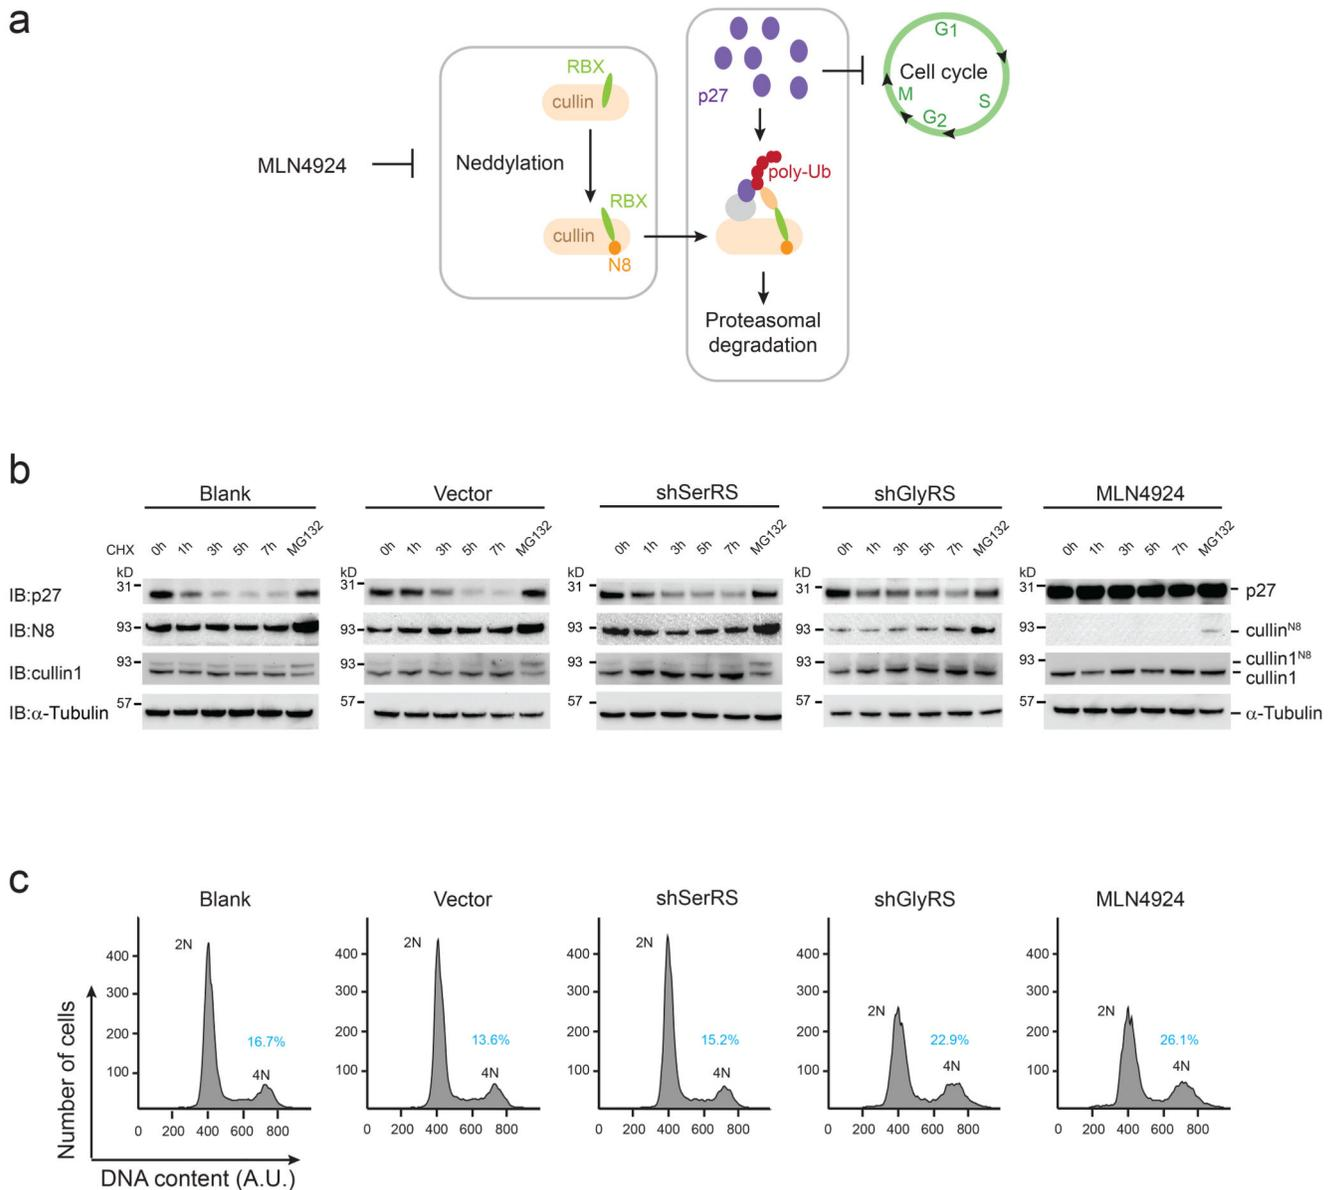 a
RBX
cullin
MLN4924
Neddylation
RBX
cullin
N8
p27
poly-Ub
Proteasomal
degradation
G1
Cell cycle
M
S
G2
b
Blank
Vector
shSerRS
shGlyRS
MLN4924
CHX
0h 1h 3h 5h 7h MG132
0h 1h 3h 5h 7h MG132
0h 1h 3h 5h 7h MG132
0h 1h 3h 5h 7h MG132
0h 1h 3h 5h 7h MG132
kD kD kD kD kD
IB:p27 31 31 31 31 31 p27
IB:N8 93 93 93 93 93 cullinN8
IB:cullin1 93 93 93 93 93 cullin1N8
cullin1
IB:α-Tubulin 57 57 57 57 57 α-Tubulin
c
Blank
2N
16.7%
4N
400
300
200
100
0 200 400 600 800
Vector
2N
13.6%
4N
400
300
200
100
0 200 400 600 800
shSerRS
2N
15.2%
4N
400
300
200
100
0 200 400 600 800
shGlyRS
2N
22.9%
4N
400
300
200
100
0 200 400 600 800
MLN4924
2N
26.1%
4N
400
300
200
100
0 200 400 600 800
Number of cells
DNA content (A.U.)